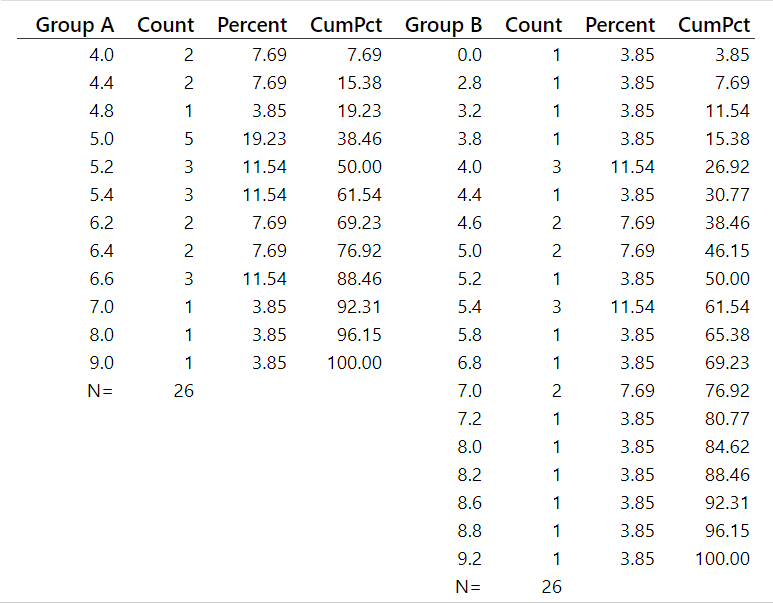 Group A Count Percent CumPct Group B Count Percent CumPct
4.0 2 7.69 7.69 0.0 1 3.85 3.85
4.4 2 7.69 15.38 2.8 1 3.85 7.69
4.8 1 3.85 19.23 3.2 1 3.85 11.54
5.0 5 19.23 38.46 3.8 1 3.85 15.38
5.2 3 11.54 50.00 4.0 3 11.54 26.92
5.4 3 11.54 61.54 4.4 1 3.85 30.77
6.2 2 7.69 69.23 4.6 2 7.69 38.46
6.4 2 7.69 76.92 5.0 2 7.69 46.15
6.6 3 11.54 88.46 5.2 1 3.85 50.00
7.0 1 3.85 92.31 5.4 3 11.54 61.54
8.0 1 3.85 96.15 5.8 1 3.85 65.38
9.0 1 3.85 100.00 6.8 1 3.85 69.23
N= 26 7.0 2 7.69 76.92
7.2 1 3.85 80.77
8.0 1 3.85 84.62
8.2 1 3.85 88.46
8.6 1 3.85 92.31
8.8 1 3.85 96.15
9.2 1 3.85 100.00
N= 26